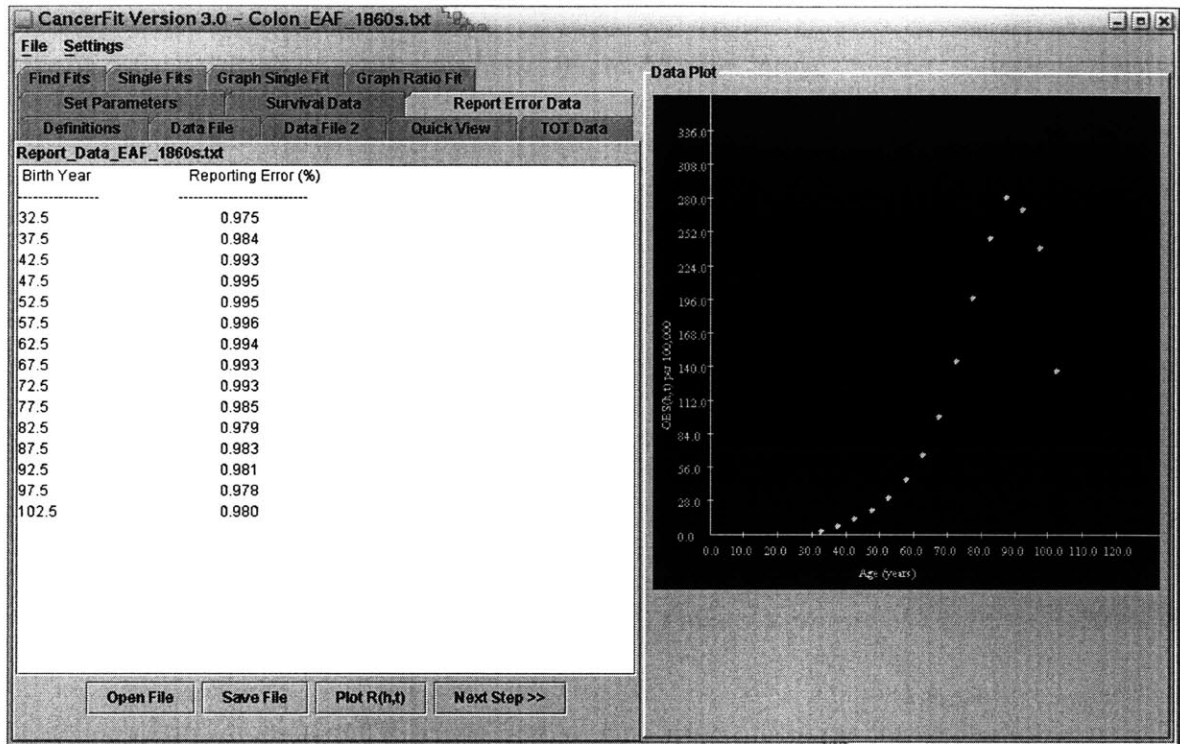 CancerFit Version 3.0 – Colon_EAF_1860s.txt
File Settings
Find Fits Single Fits Graph Single Fit Graph Ratio Fit
Set Parameters Survival Data Report Error Data
Definitions Data File Data File 2 Quick View TOT Data
Report_Data_EAF_1860s.txt
Birth Year Reporting Error (%)
--------------- ------------------------
32.5 0.975
37.5 0.984
42.5 0.993
47.5 0.995
52.5 0.995
57.5 0.996
62.5 0.994
67.5 0.993
72.5 0.993
77.5 0.985
82.5 0.979
87.5 0.983
92.5 0.981
97.5 0.978
102.5 0.980
Open File Save File Plot R(h,t) Next Step >>
Data Plot
336.0
308.0
280.0
252.0
224.0
196.0
168.0
140.0
112.0
84.0
56.0
28.0
0.0
OBS(h,t) per 100,000
0.0 10.0 20.0 30.0 40.0 50.0 60.0 70.0 80.0 90.0 100.0 110.0 120.0
Age (years)